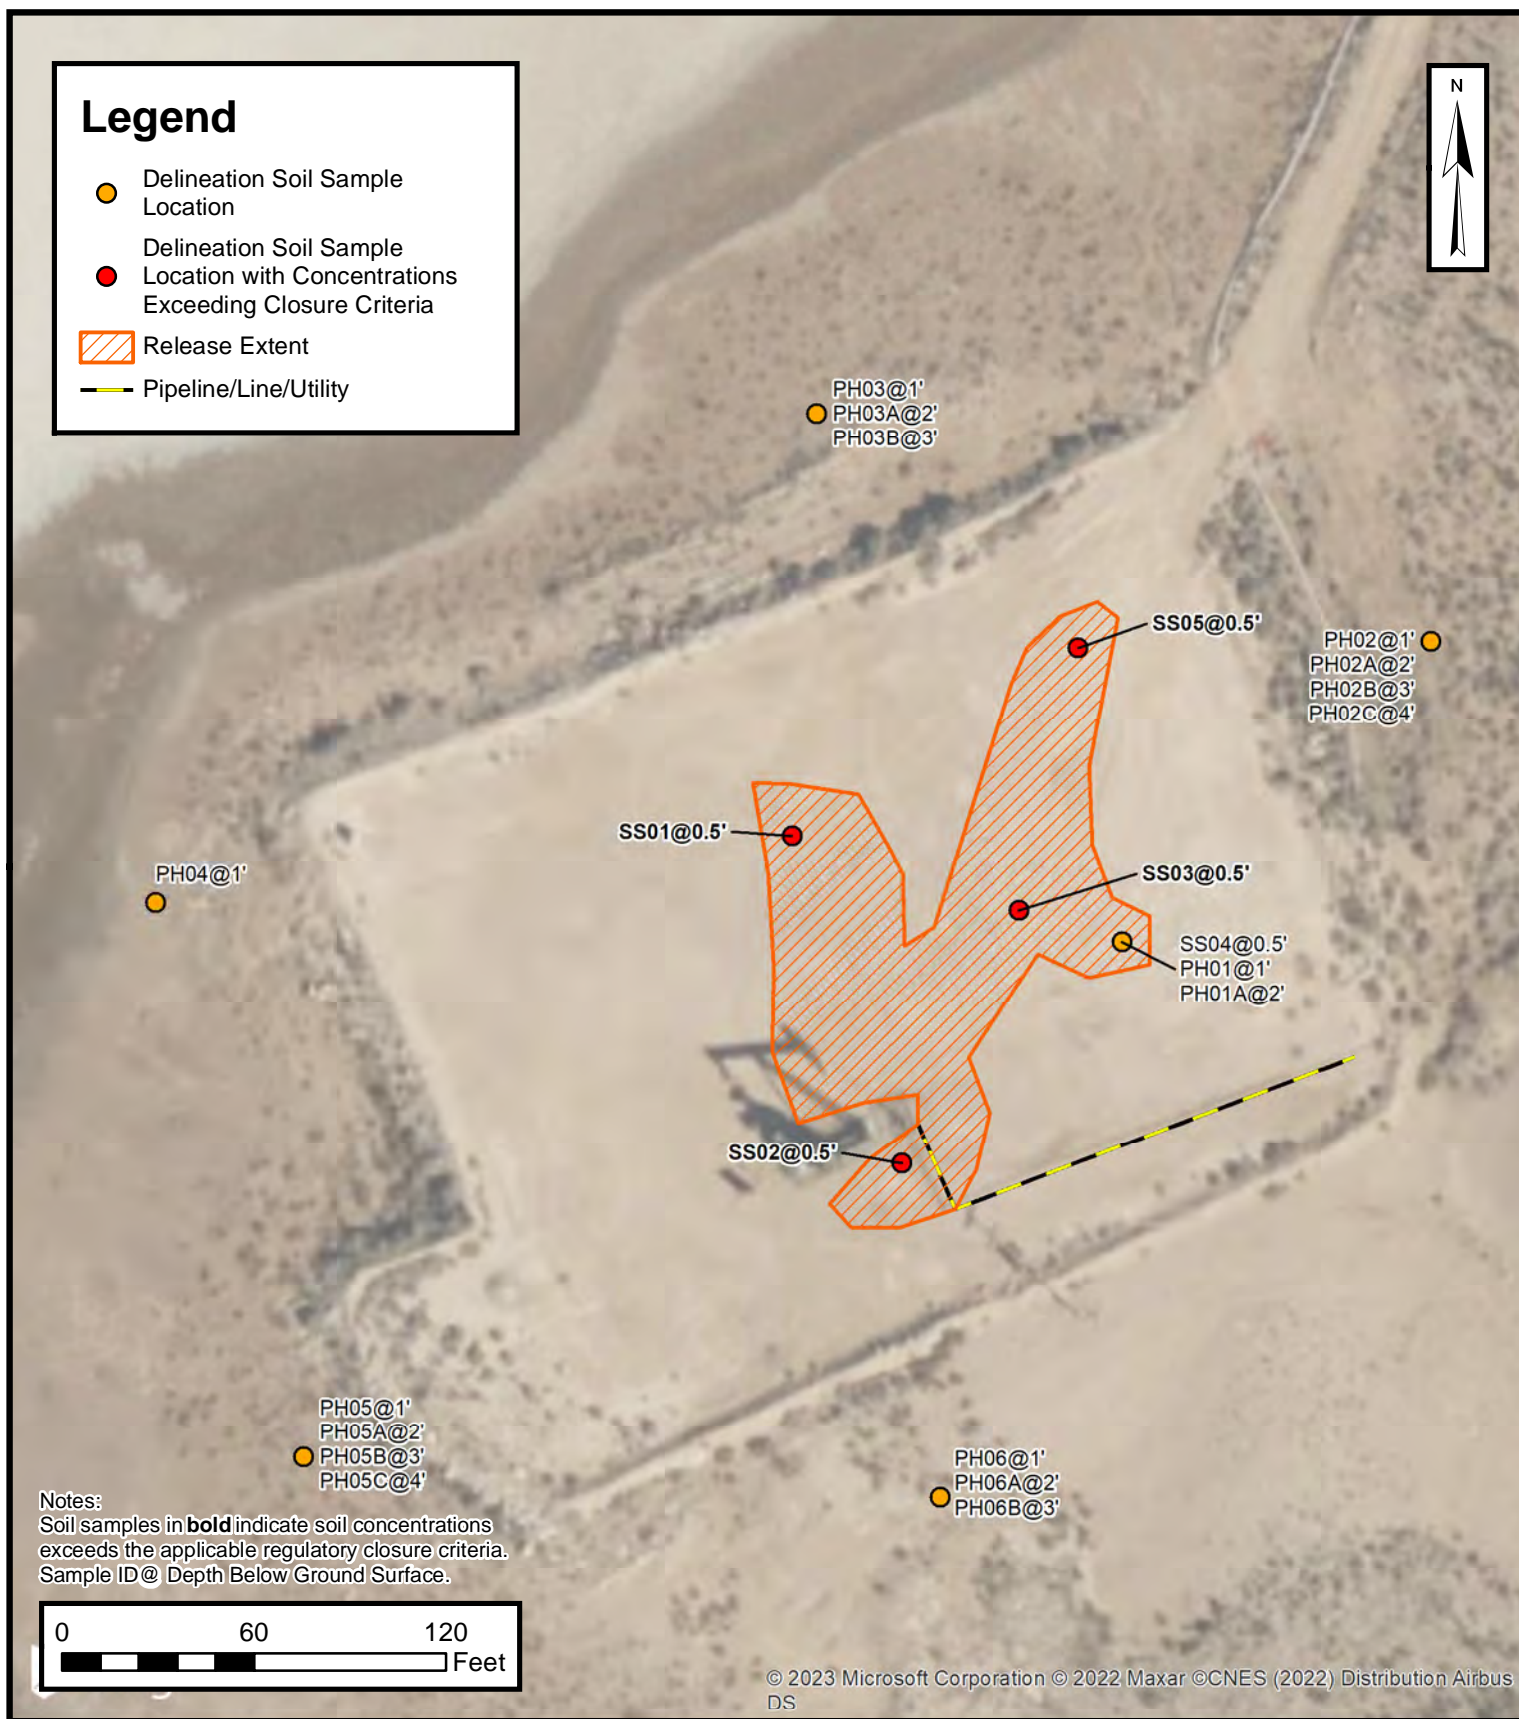 Legend
Delineation Soil Sample
Location
Delineation Soil Sample
Location with Concentrations
Exceeding Closure Criteria
Release Extent
Pipeline/Line/Utility
N
PH03@1'
PH03A@2'
PH03B@3'
SS05@0.5'
PH02@1'
PH02A@2'
PH02B@3'
PH02C@4'
SS01@0.5'
SS03@0.5'
PH04@1'
SS04@0.5'
PH01@1'
PH01A@2'
SS02@0.5'
PH05@1'
PH05A@2'
PH05B@3'
PH05C@4'
PH06@1'
PH06A@2'
PH06B@3'
Notes:
Soil samples in bold indicate soil concentrations
exceeds the applicable regulatory closure criteria.
Sample ID@ Depth Below Ground Surface.
0 60 120
Feet
© 2023 Microsoft Corporation © 2022 Maxar ©CNES (2022) Distribution Airbus
DS